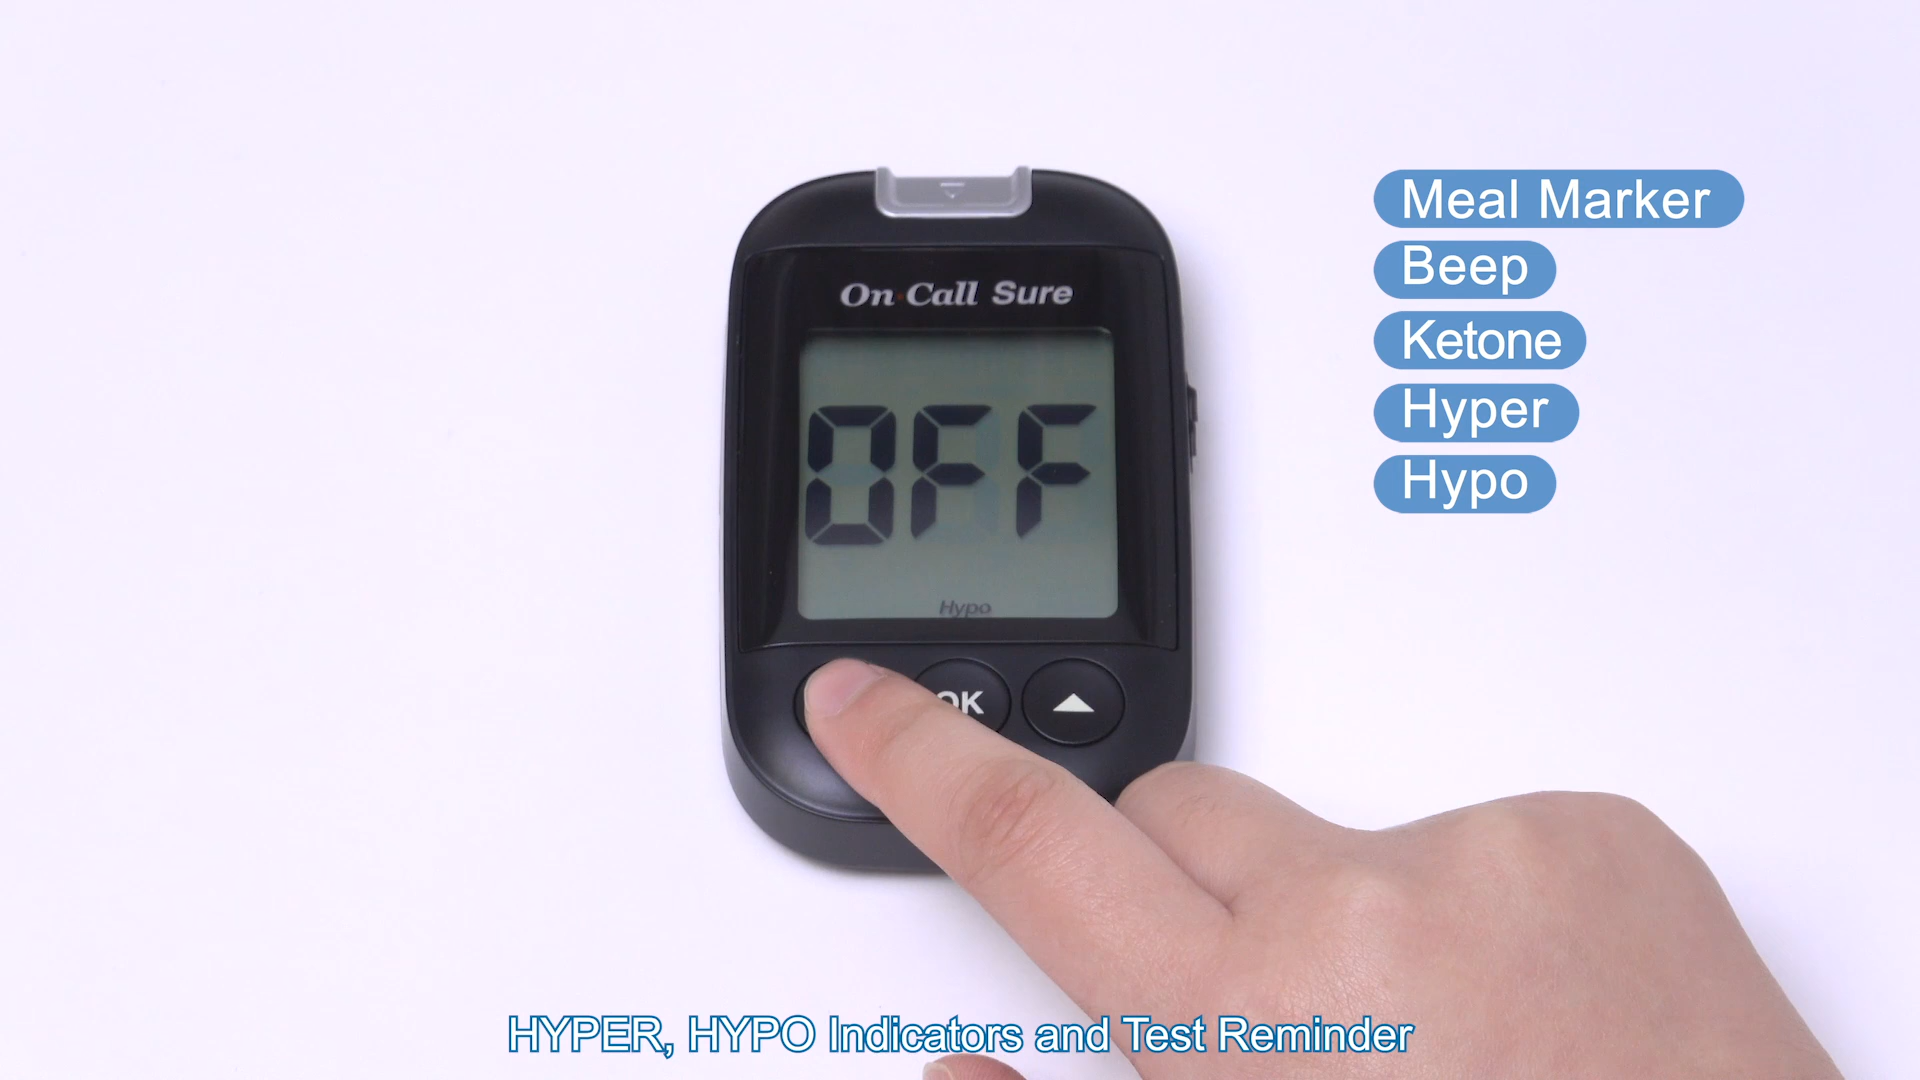 On Call Sure
OFF
Hypo
OK
Meal Marker
Beep
Ketone
Hyper
Hypo
HYPER, HYPO Indicators and Test Reminder